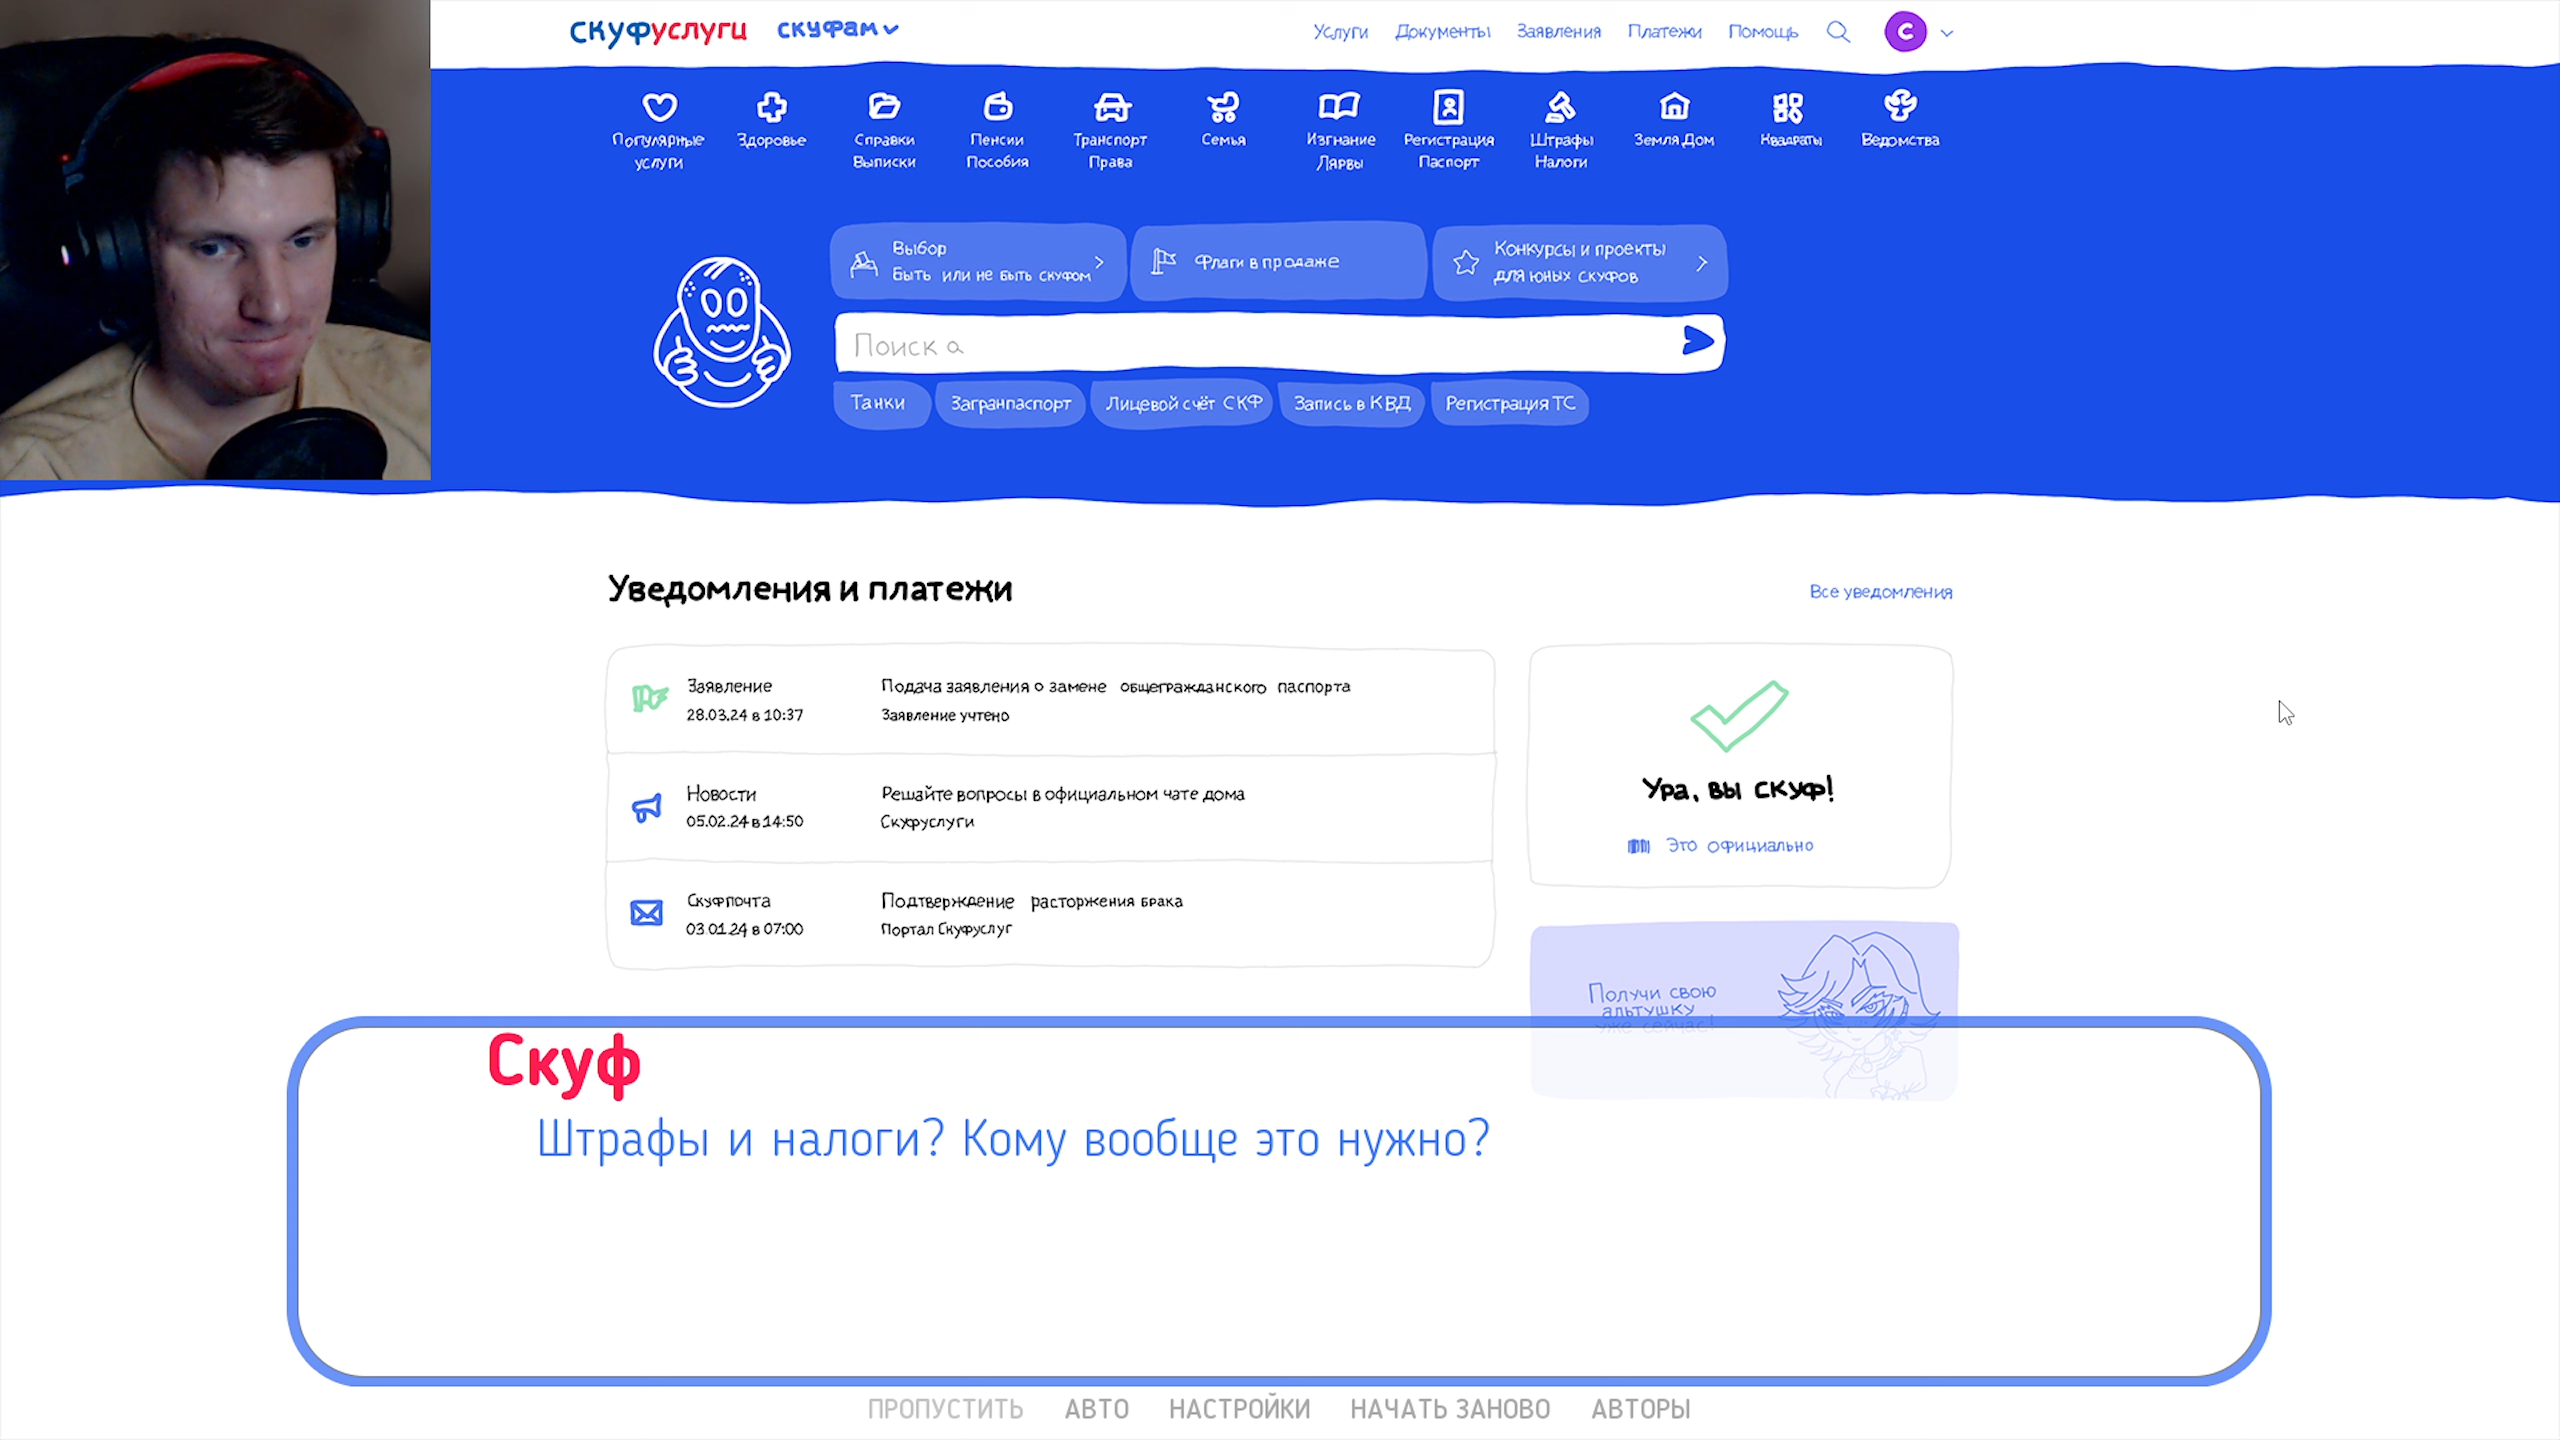 скуфуслуги скуфам
Услуги Документы Заявления Платежи Помощь С
Популярные услуги
Здоровье
Справки Выписки
Пенсии Пособия
Транспорт Права
Семья
Изгнание Лярвы
Регистрация Паспорт
Штрафы Налоги
Земля Дом
Квадраты
Ведомства
Выбор
Быть или не быть скуфом
Флаги в продаже
Конкурсы и проекты
для юных скуфов
Поиск а
Танки Загранпаспорт Лицевой счёт СКФ Запись в КВД Регистрация ТС
Уведомления и платежи
Все уведомления
Заявление
28.03.24 в 10:37
Подача заявления о замене общегражданского паспорта
Заявление учтено
Новости
05.02.24 в 14:50
Решайте вопросы в официальном чате дома
Скуфуслуги
Скуфпочта
03.01.24 в 07:00
Подтверждение расторжения брака
Портал Скуфуслуг
Ура, вы скуф!
Это официально
Получи свою
альтушку
уже сейчас!
Скуф
Штрафы и налоги? Кому вообще это нужно?
ПРОПУСТИТЬ АВТО НАСТРОЙКИ НАЧАТЬ ЗАНОВО АВТОРЫ